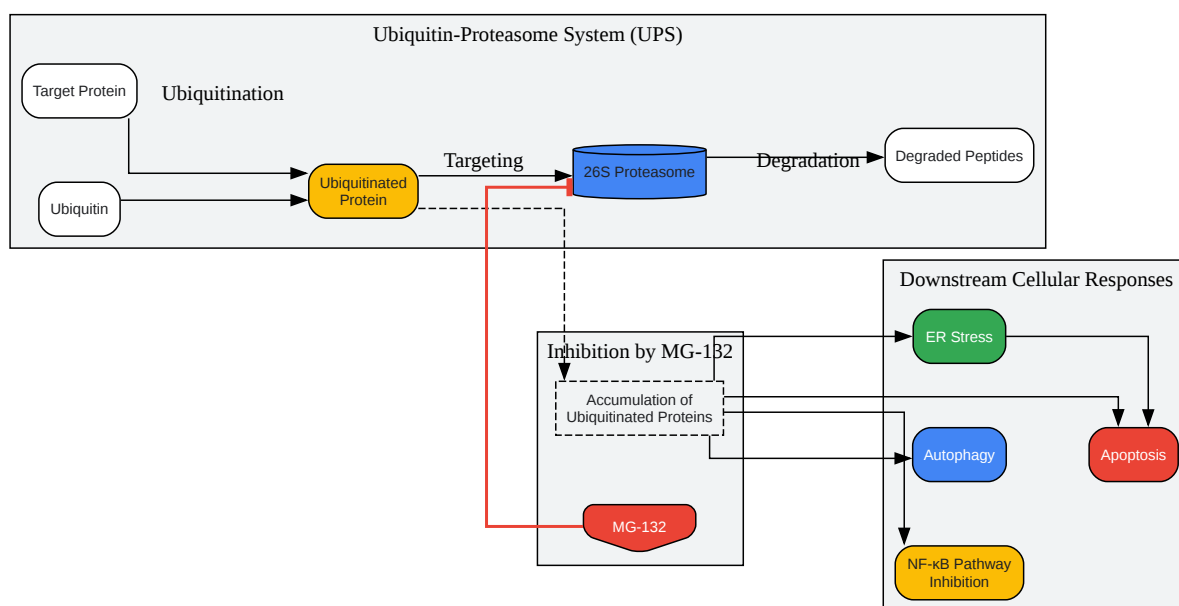 Ubiquitin-Proteasome System (UPS)
Target Protein
Ubiquitination
Ubiquitin
Ubiquitinated
Protein
Targeting
26S Proteasome
Degradation
Degraded Peptides
Inhibition by MG-132
Accumulation of
Ubiquitinated Proteins
MG-132
Downstream Cellular Responses
ER Stress
Autophagy
Apoptosis
NF-κB Pathway
Inhibition